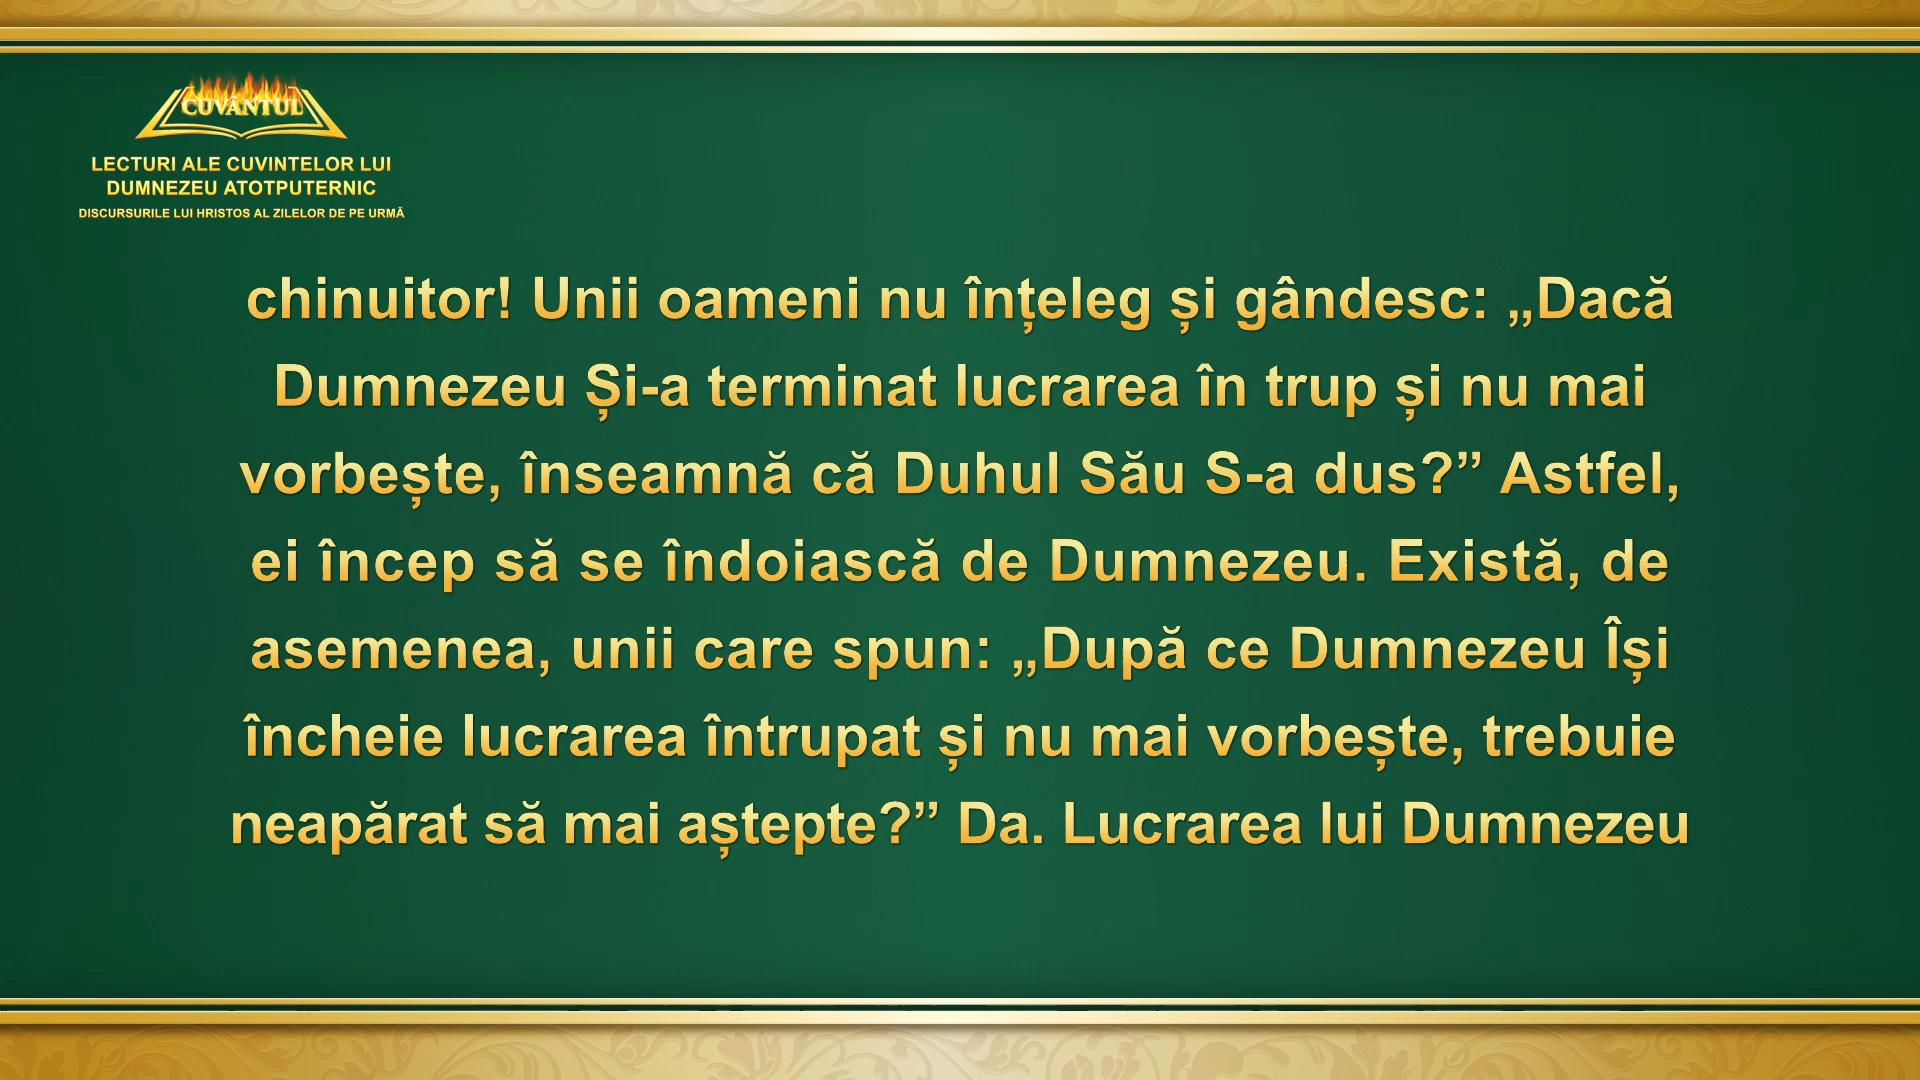 CUVÂNTUL
LECTURI ALE CUVINTELOR LUI
DUMNEZEU ATOTPUTERNIC
DISCURSURILE LUI HRISTOS AL ZILELOR DE PE URMĂ
chinuitor! Unii oameni nu înțeleg și gândesc: „Dacă
Dumnezeu Și-a terminat lucrarea în trup și nu mai
vorbește, înseamnă că Duhul Său S-a dus?” Astfel,
ei încep să se îndoiască de Dumnezeu. Există, de
asemenea, unii care spun: „După ce Dumnezeu Își
încheie lucrarea întrupat și nu mai vorbește, trebuie
neapărat să mai aștepte?” Da. Lucrarea lui Dumnezeu